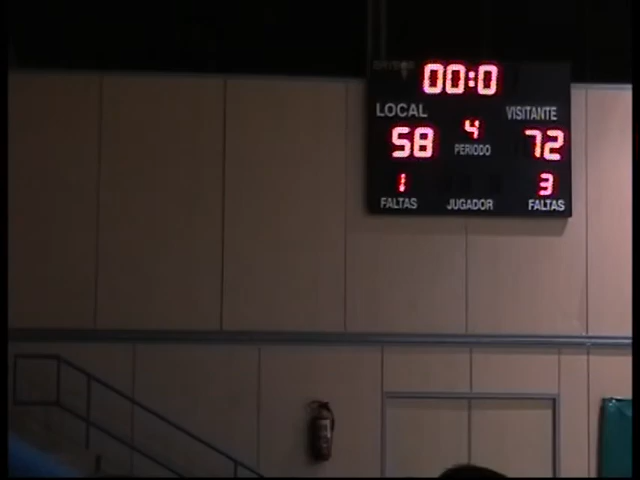 00:0
LOCAL VISITANTE
58 4 72
PERIODO
1 3
FALTAS JUGADOR FALTAS